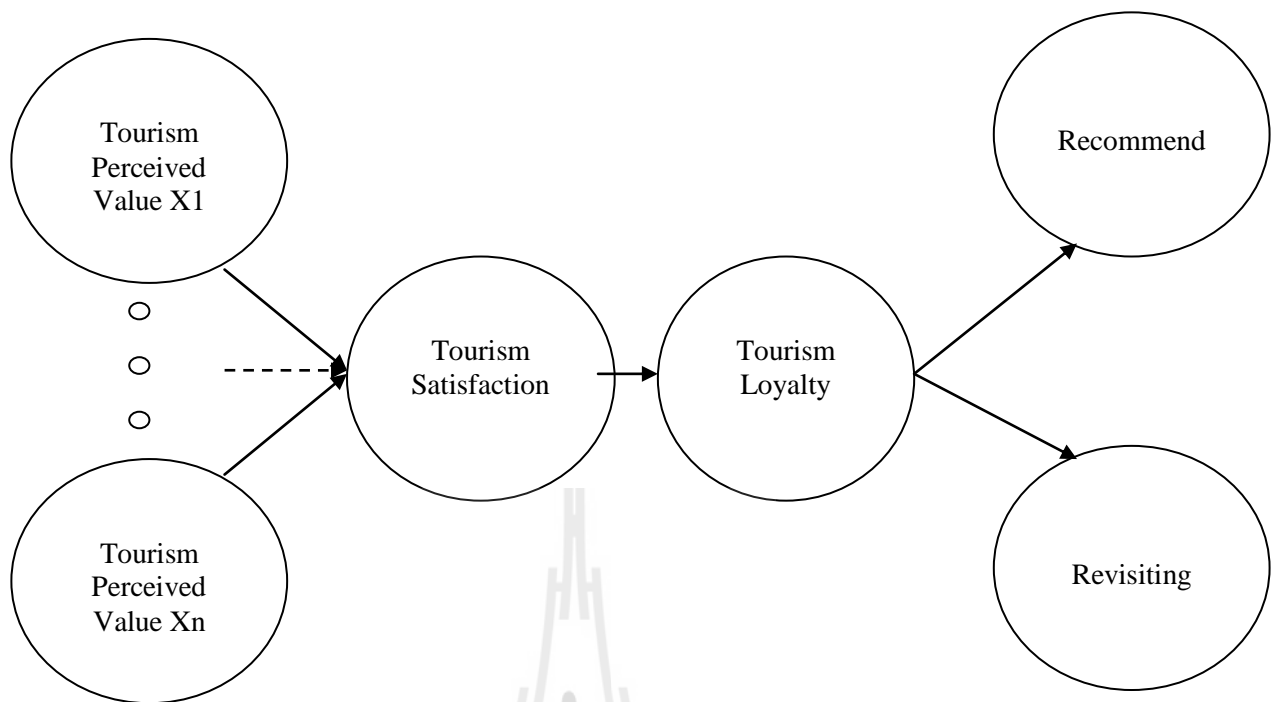 Tourism
Perceived
Value X1
Recommend
Tourism
Satisfaction
Tourism
Loyalty
Tourism
Perceived
Value Xn
Revisiting